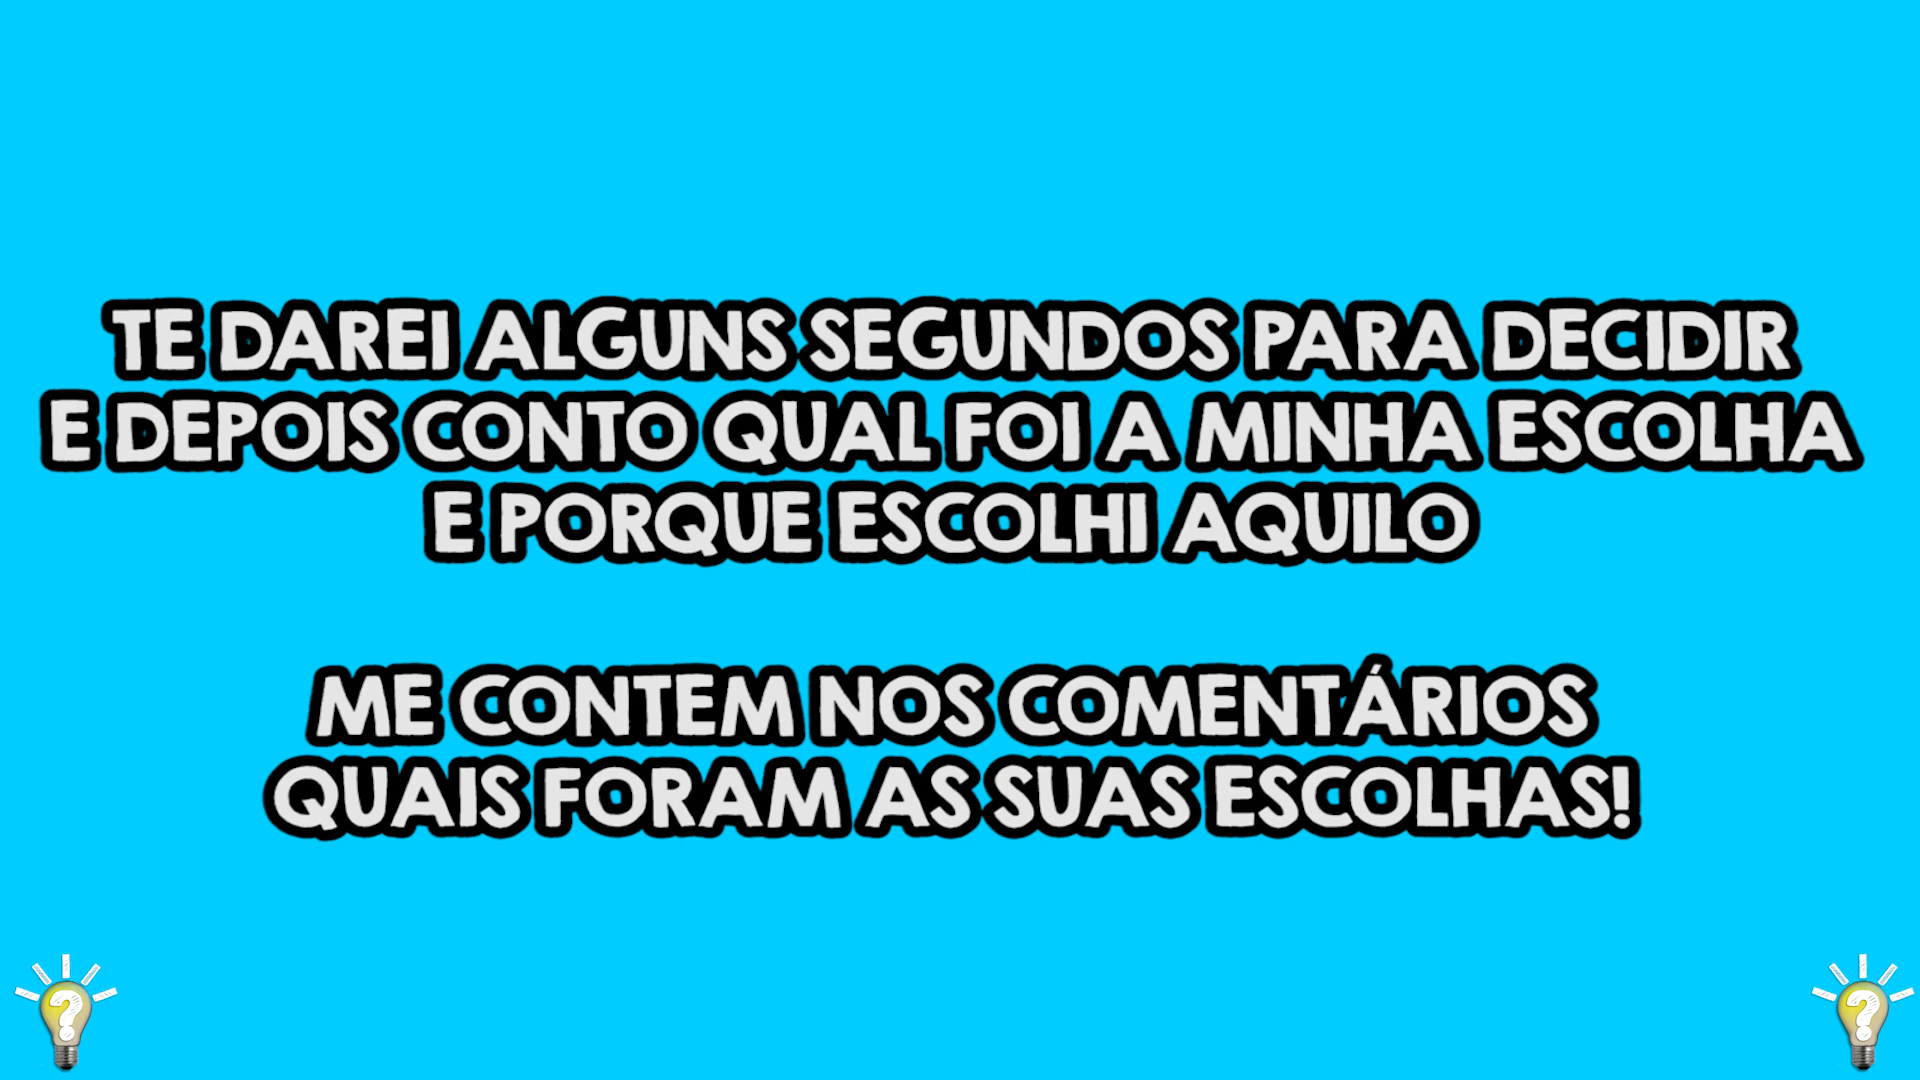 TE DAREI ALGUNS SEGUNDOS PARA DECIDIR
E DEPOIS CONTO QUAL FOI A MINHA ESCOLHA
E PORQUE ESCOLHI AQUILO
ME CONTEM NOS COMENTÁRIOS
QUAIS FORAM AS SUAS ESCOLHAS!
?
?